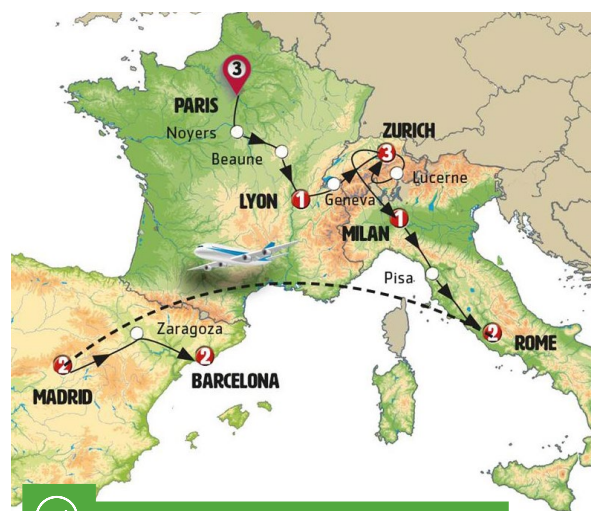 3
PARIS
Noyers
Beaune
ZURICH
3
Lucerne
LYON
1
Geneva
MILAN
1
Pisa
2
ROME
Zaragoza
2
MADRID
2
BARCELONA